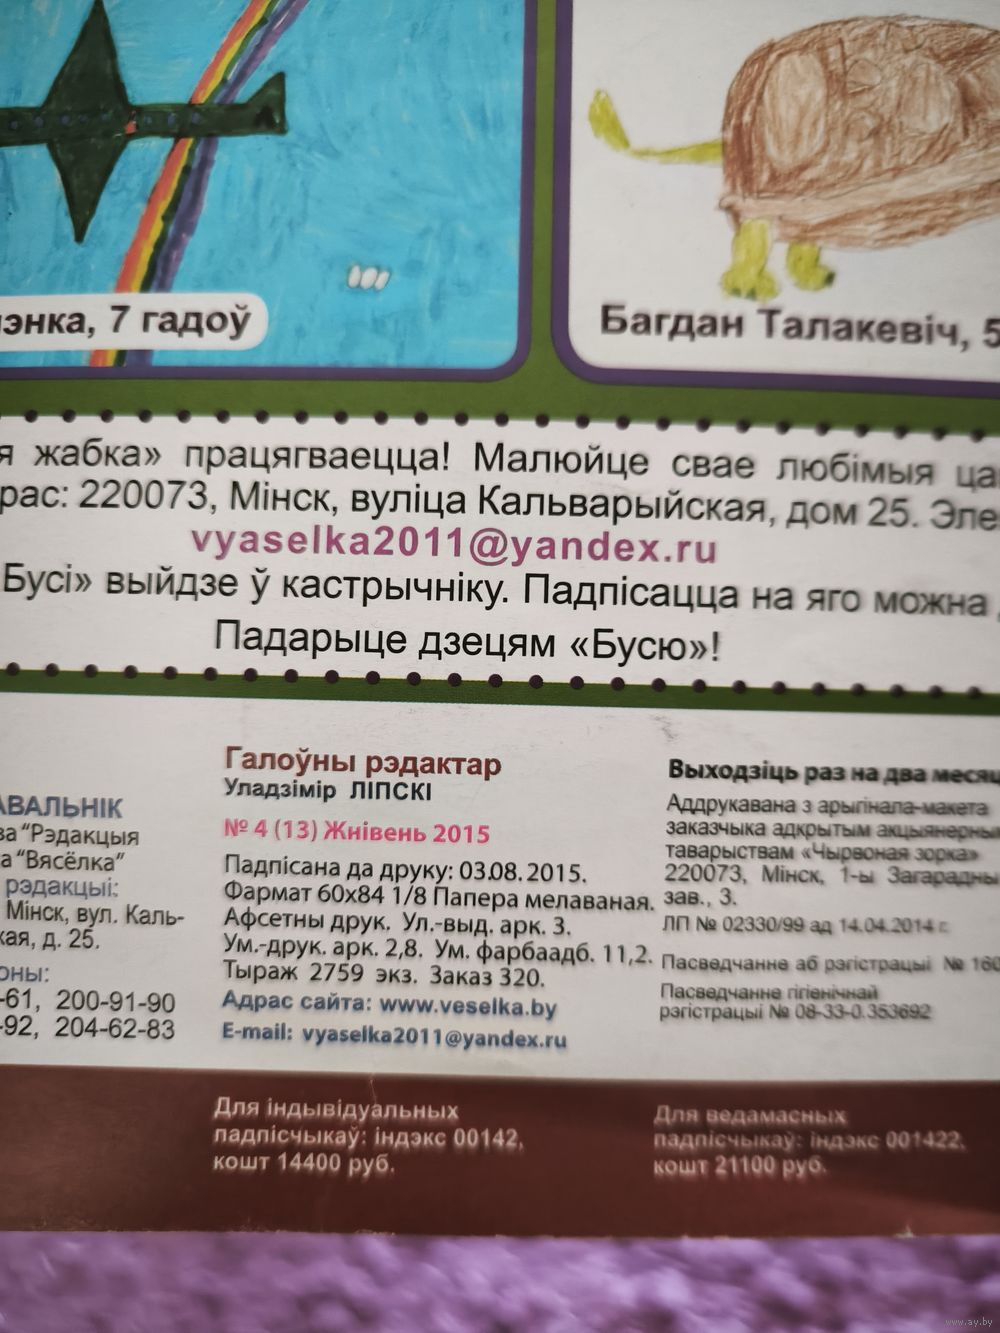 энка, 7 гадоў
Багдан Талакевіч, 5
я жабка» працягваецца! Малюйце свае любімыя
рас: 220073, Мінск, вуліца Кальварыйская, дом 25.
vyaselka2011@yandex.ru
Бусі» выйдзе ў кастрычніку. Падпісацца на яго можна
Падарыце дзецям «Бусю»!
АВАЛЬНІК
ва "Рэдакцыя
а "Вясёлка"
рэдакцыі:
Мінск, вул. Каль-
кая, д. 25.
оны:
-61, 200-91-90
-92, 204-62-83
Галоўны рэдактар
Уладзімір ЛІПСКІ
№ 4 (13) Жнівень 2015
Падпісана да друку: 03.08. 2015.
Фармат 60х84 1/8 Папера мелаваная.
Афсетны друк. Ул.-выд. арк. 3.
Ум.-друк. арк. 2,8. Ум. фарбаадб. 11,2.
Тыраж 2759 экз. Заказ 320.
Адрас сайта: www.veselka.by
E-mail: vyaselka2011@yandex.ru
Выходзіць раз на два месяц
Аддрукавана з арыгінала-макета
заказчыка адкрытым акцыянерным
таварыствам «Чырвоная зорка»
220073, Мінск, 1-ы Загарадны
зав., 3.
ЛП № 02330/99 ад 14.04.2014 г.
Пасведчанне аб рэгістрацыі № 160
Пасведчанне гігіенічнай
рэгістрацыі № 08-33-0.353692
Для індывідуальных
падпісчыкаў: індэкс 00142,
кошт 14400 руб.
Для ведамасных
падпісчыкаў: індэкс 001422,
кошт 21100 руб.
www.ay.by